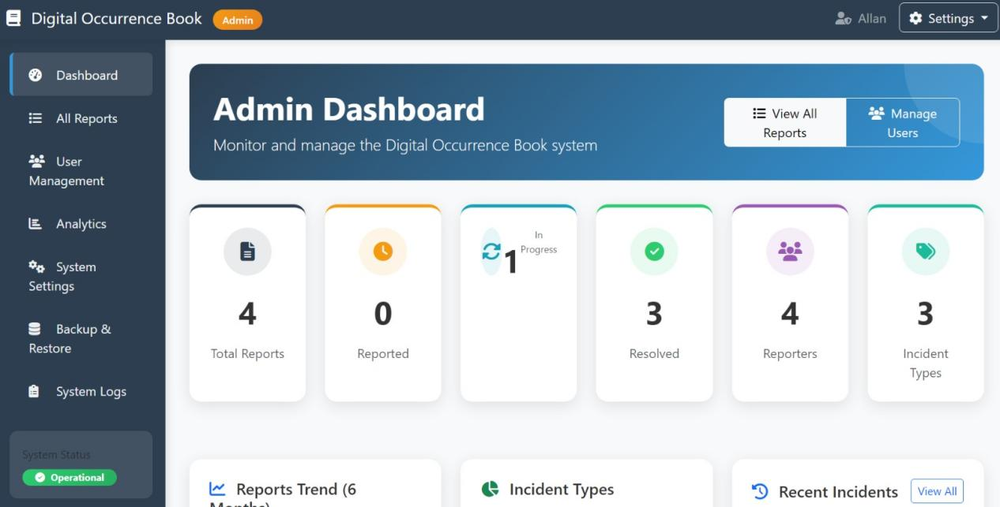 Digital Occurrence Book Admin
Allan
Settings
Dashboard
All Reports
User
Management
Analytics
System
Settings
Backup &
Restore
System Logs
System Status
Operational
Admin Dashboard
Monitor and manage the Digital Occurrence Book system
View All
Reports
Manage
Users
4
Total Reports
0
Reported
1
In
Progress
3
Resolved
4
Reporters
3
Incident
Types
Reports Trend (6
Months)
Incident Types
Recent Incidents
View All